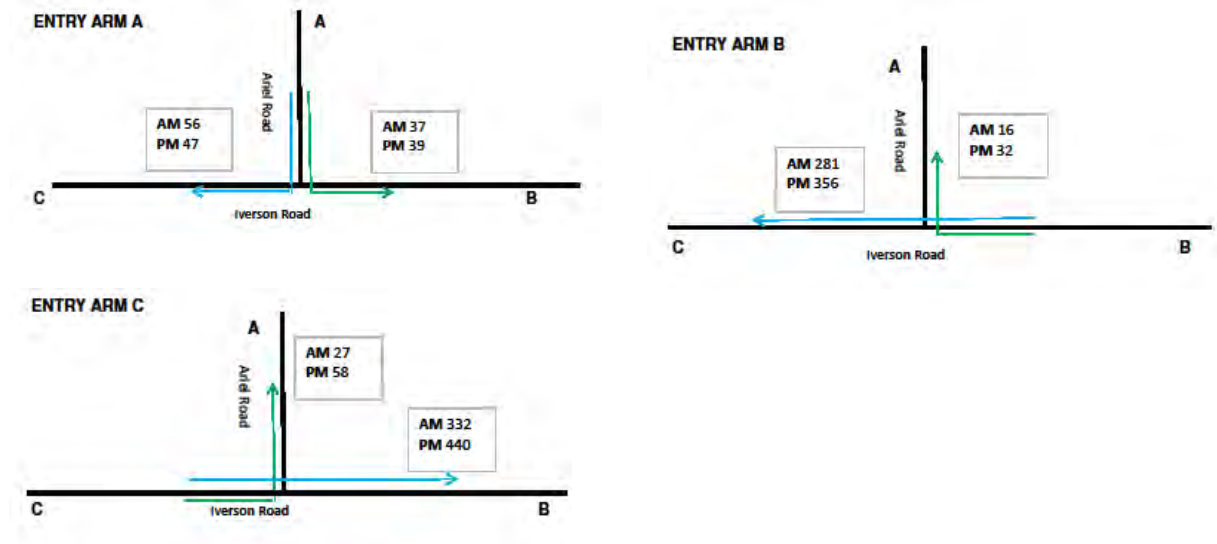 ENTRY ARM A
A
Ariel Road
AM 56
PM 47
AM 37
PM 39
C
B
Iverson Road
ENTRY ARM B
A
Ariel Road
AM 16
PM 32
AM 281
PM 356
C
B
Iverson Road
ENTRY ARM C
A
Ariel Road
AM 27
PM 58
AM 332
PM 440
C
B
Iverson Road